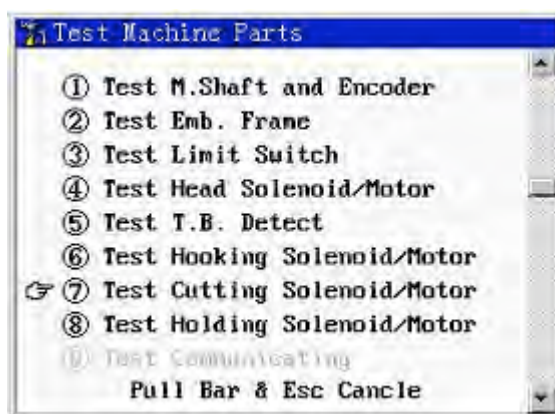 Test Machine Parts
① Test M.Shaft and Encoder
② Test Emb. Frame
③ Test Limit Switch
④ Test Head Solenoid/Motor
⑤ Test T.B. Detect
⑥ Test Hooking Solenoid/Motor
⑦ Test Cutting Solenoid/Motor
⑧ Test Holding Solenoid/Motor
⑨ Test Communicating
Pull Bar & Esc Cancle